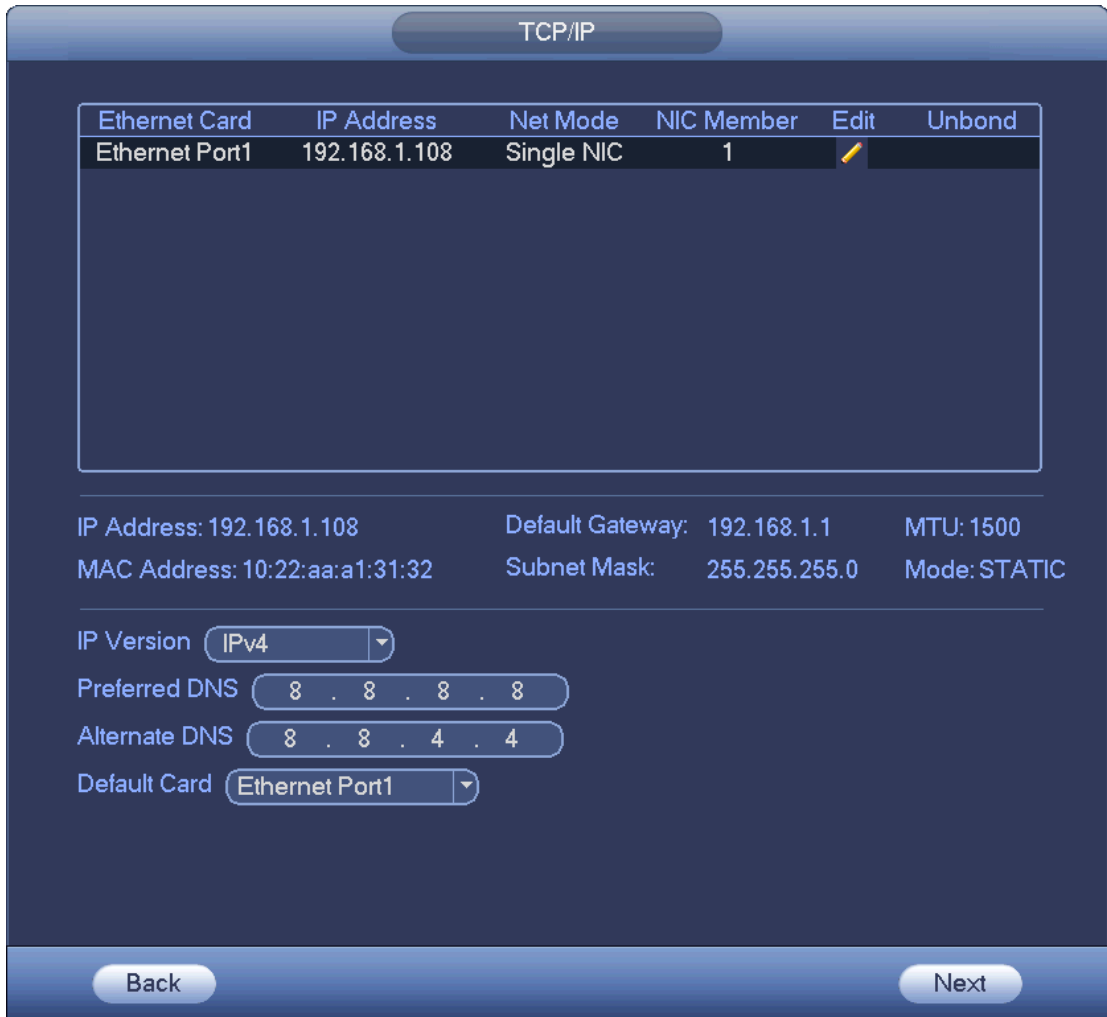 TCP/IP
Ethernet Card IP Address Net Mode NIC Member Edit Unbond
Ethernet Port1 192.168.1.108 Single NIC 1
IP Address: 192.168.1.108 Default Gateway: 192.168.1.1 MTU: 1500
MAC Address: 10:22:aa:a1:31:32 Subnet Mask: 255.255.255.0 Mode: STATIC
IP Version IPv4
Preferred DNS 8 . 8 . 8 . 8
Alternate DNS 8 . 8 . 4 . 4
Default Card Ethernet Port1
Back Next